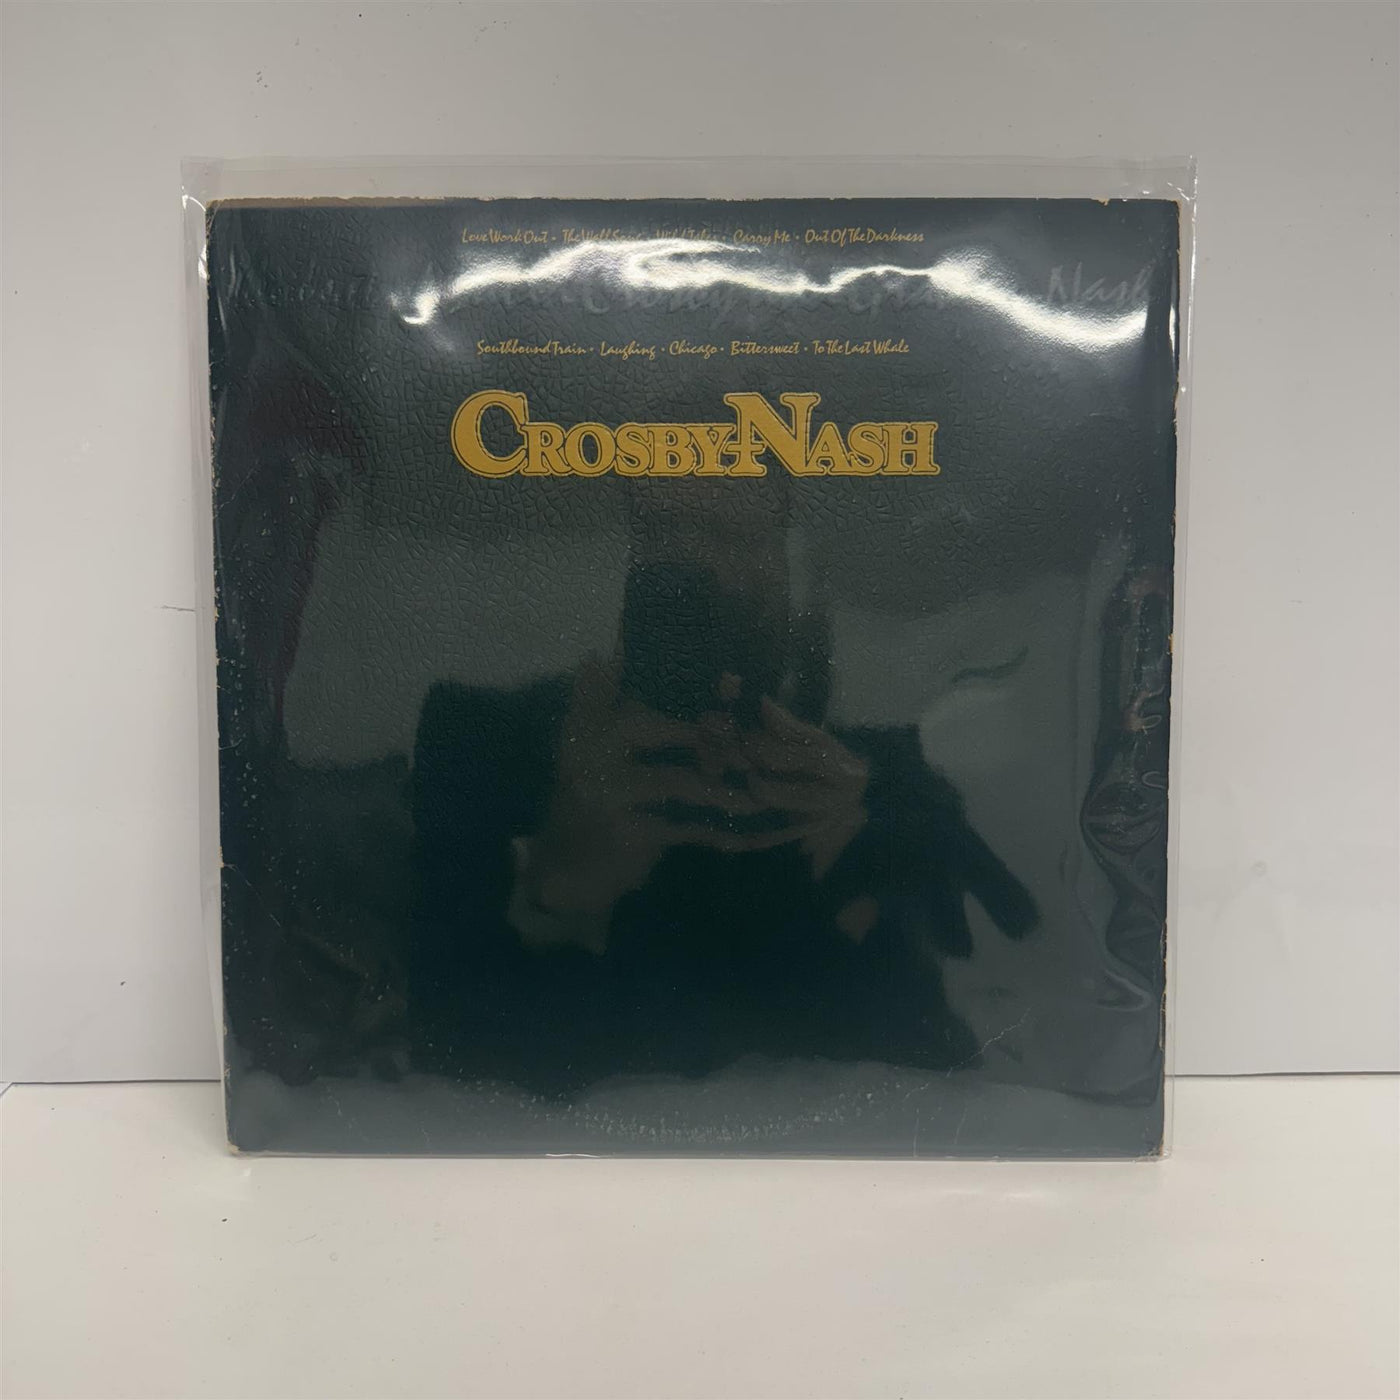 Love Work Out • The Wall Song • Wild Tales • Carry Me • Out Of The Darkness
Crosby Nash
Southbound Train • Laughing • Chicago • Bittersweet • To The Last Whale
CROSBY-NASH